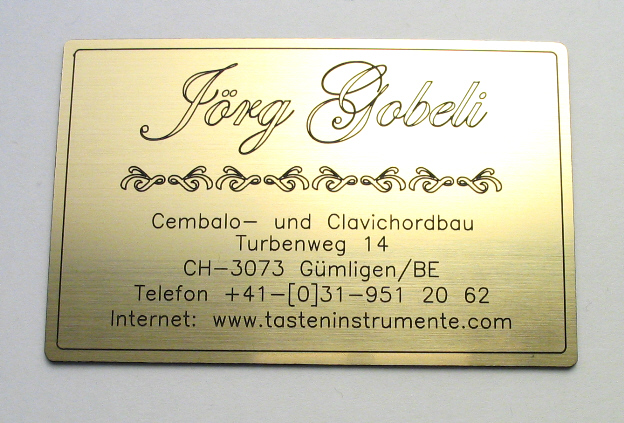 Jörg Gobeli
Cembalo- und Clavichordbau
Turbenweg 14
CH-3073 Gümligen/BE
Telefon +41-[0]31-951 20 62
Internet: www.tasteninstrumente.com